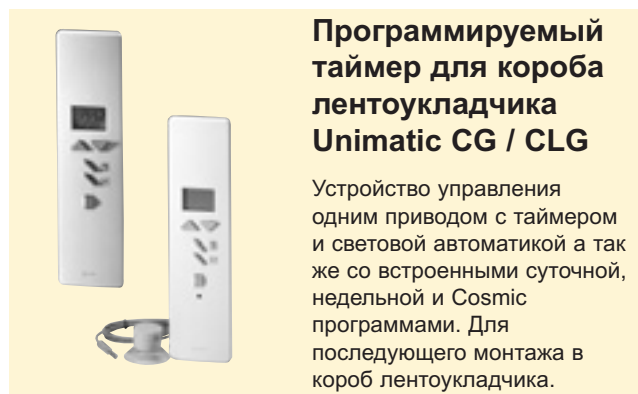 Программируемый
таймер для короба
лентоукладчика
Unimatic CG / CLG
Устройство управления
одним приводом с таймером
и световой автоматикой а так
же со встроенными суточной,
недельной и Cosmic
программами. Для
последующего монтажа в
короб лентоукладчика.